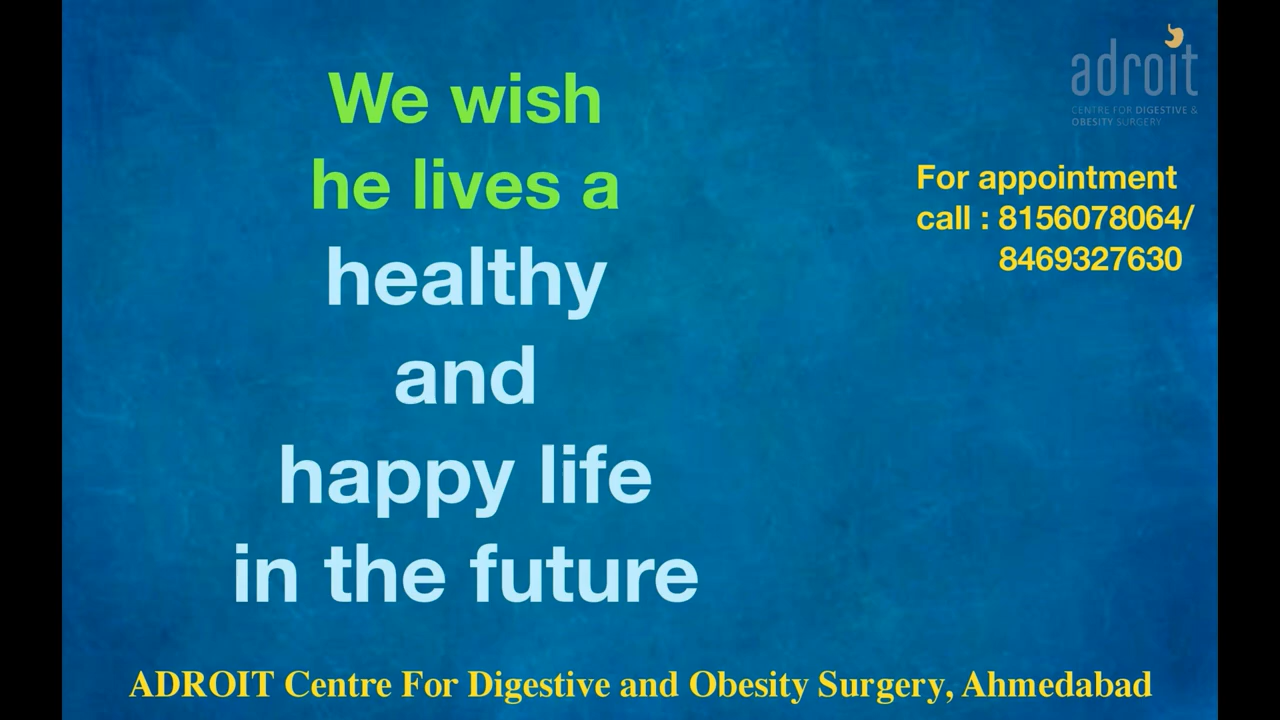 We wish
he lives a
healthy
and
happy life
in the future
adroit
CENTRE FOR DIGESTIVE &
OBESITY SURGERY
For appointment
call : 8156078064/
8469327630
ADROIT Centre For Digestive and Obesity Surgery, Ahmedabad